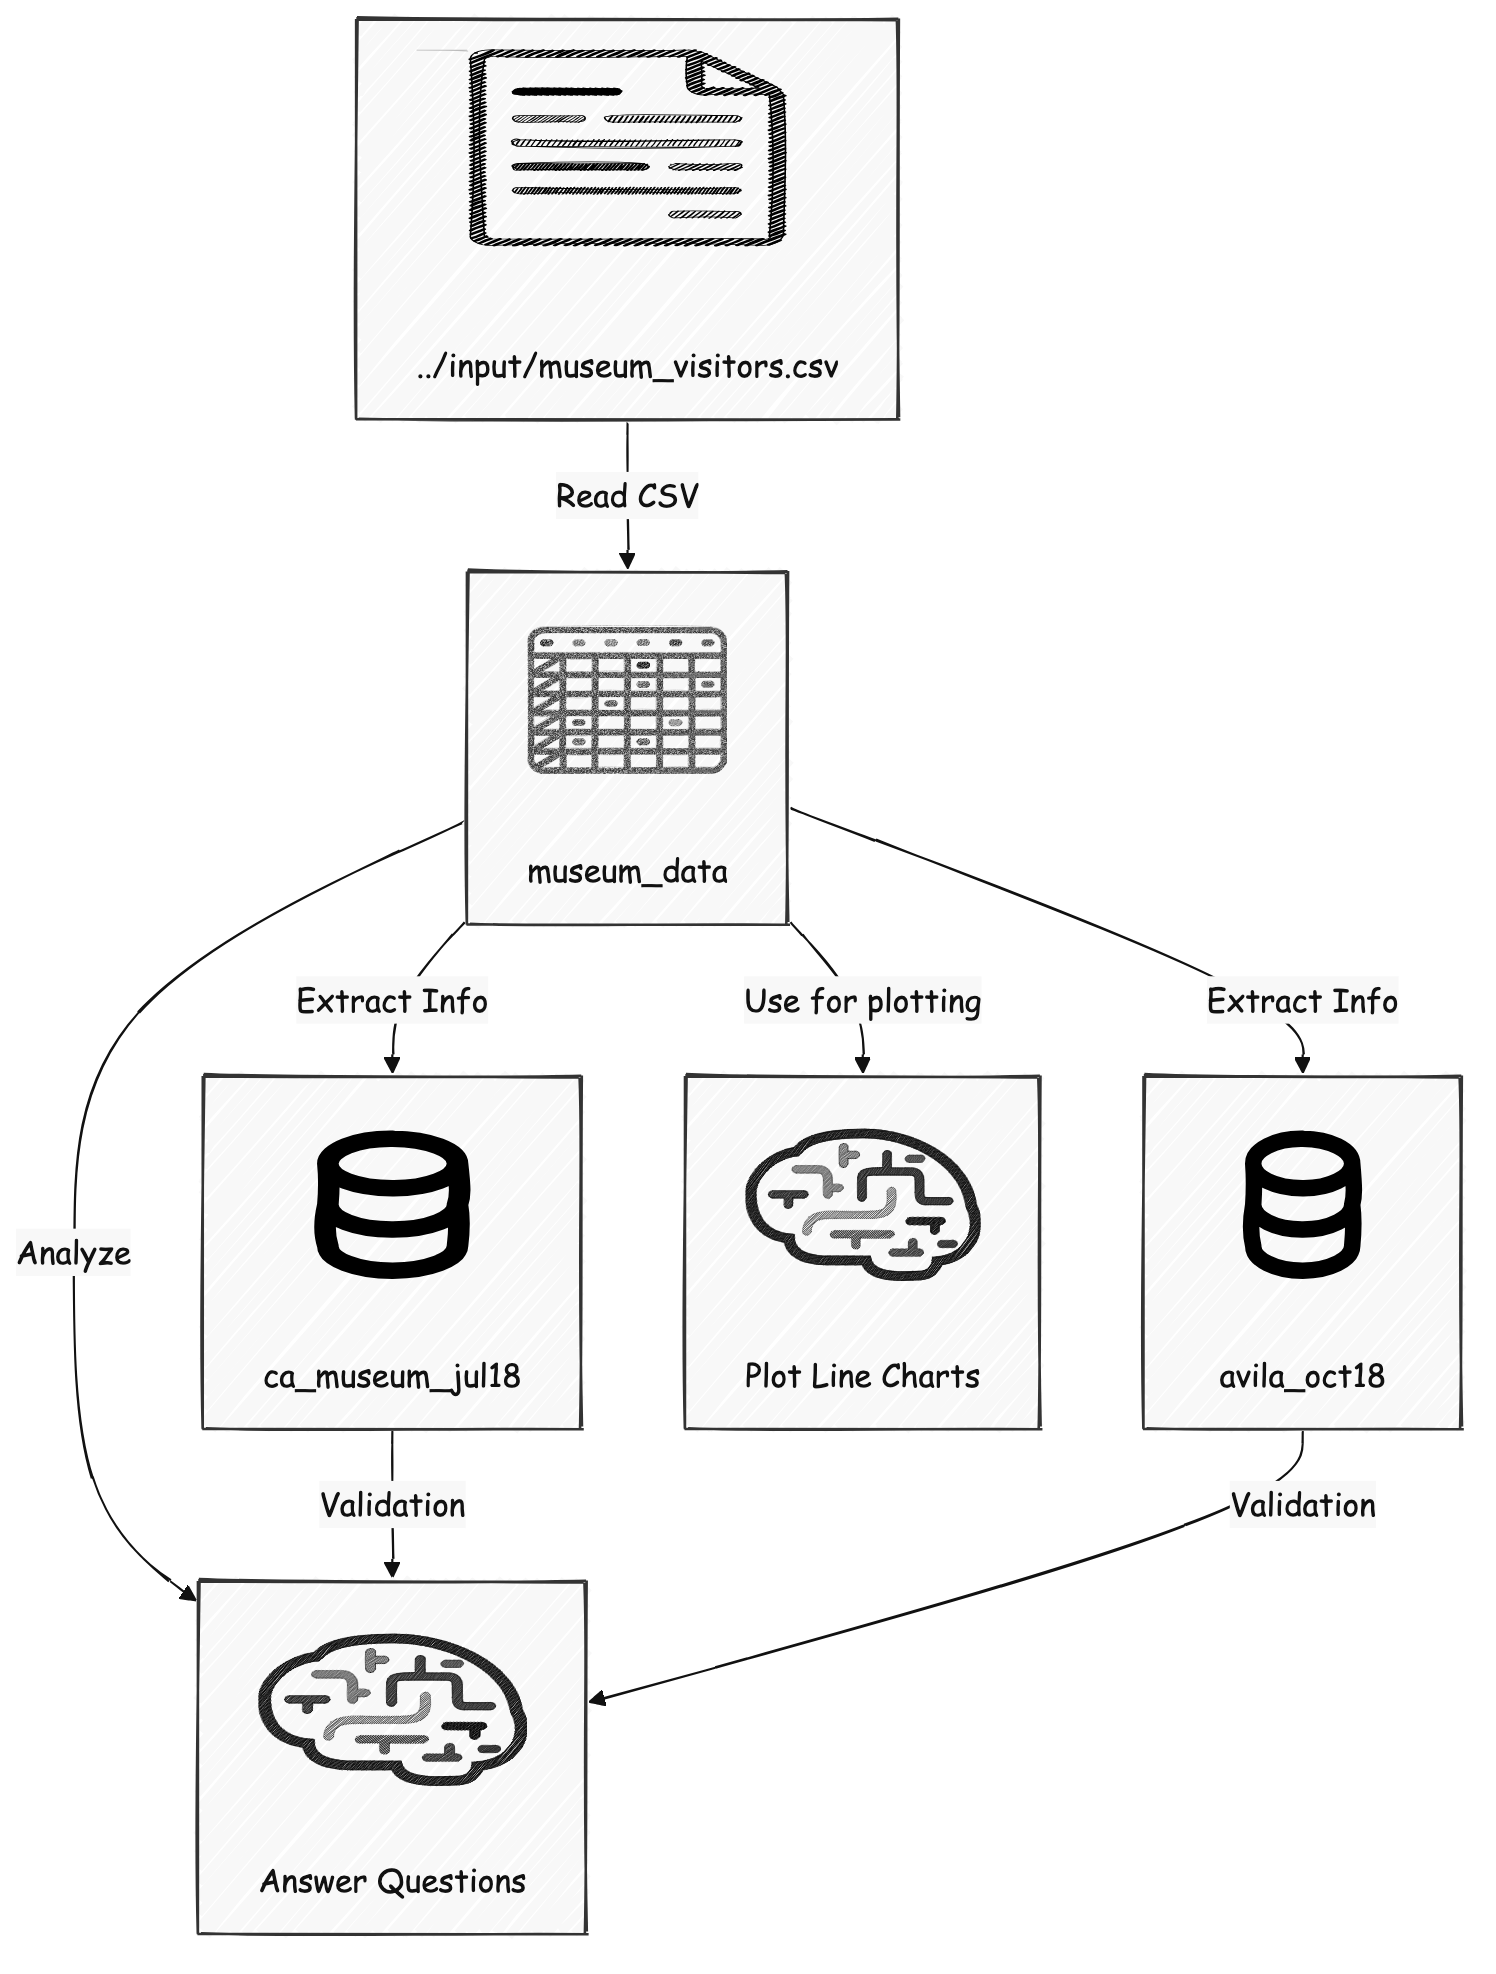 ../input/museum_visitors.csv
Read CSV
museum_data
Extract Info
Use for plotting
Extract Info
Analyze
ca_museum_jul18
Plot Line Charts
avila_oct18
Validation
Validation
Answer Questions